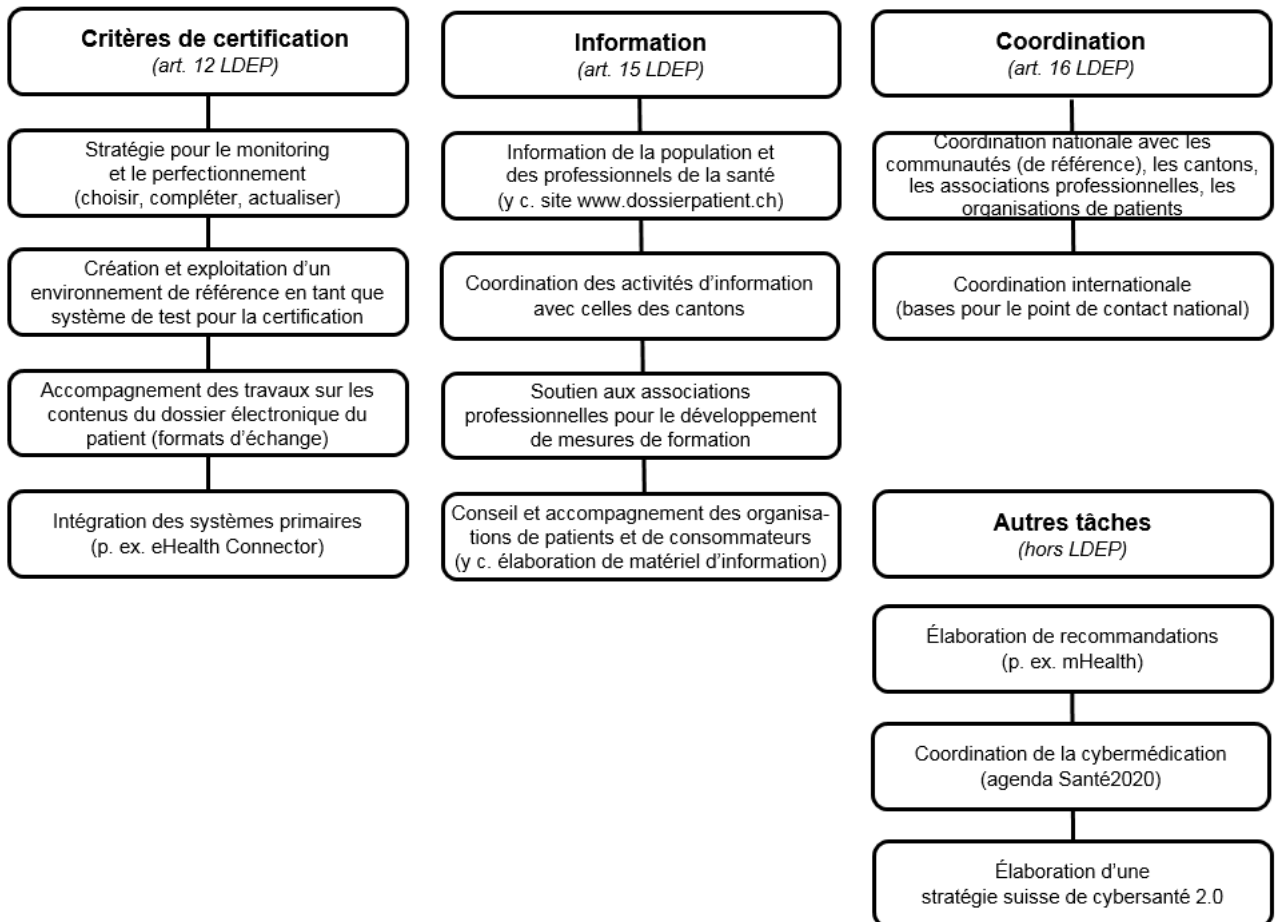 Critères de certification
(art. 12 LDEP)
Stratégie pour le monitoring
et le perfectionnement
(choisir, compléter, actualiser)
Création et exploitation d'un
environnement de référence en tant que
système de test pour la certification
Accompagnement des travaux sur les
contenus du dossier électronique du
patient (formats d'échange)
Intégration des systèmes primaires
(p. ex. eHealth Connector)
Information
(art. 15 LDEP)
Information de la population et
des professionnels de la santé
(y c. site www.dossierpatient.ch)
Coordination des activités d'information
avec celles des cantons
Soutien aux associations
professionnelles pour le développement
de mesures de formation
Conseil et accompagnement des organisa-
tions de patients et de consommateurs
(y c. élaboration de matériel d'information)
Coordination
(art. 16 LDEP)
Coordination nationale avec les
communautés (de référence), les cantons,
les associations professionnelles, les
organisations de patients
Coordination internationale
(bases pour le point de contact national)
Autres tâches
(hors LDEP)
Élaboration de recommandations
(p. ex. mHealth)
Coordination de la cybermédication
(agenda Santé2020)
Élaboration d'une
stratégie suisse de cybersanté 2.0